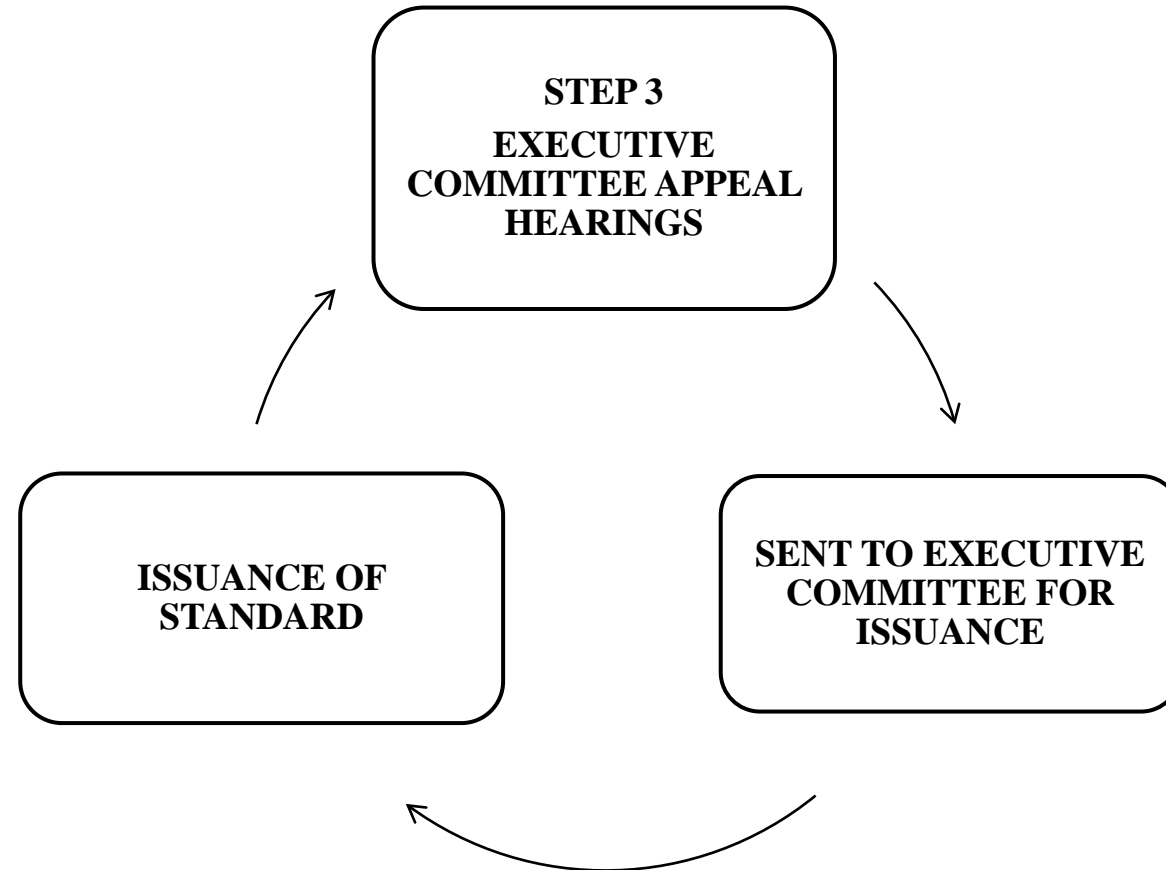 STEP 3
EXECUTIVE
COMMITTEE APPEAL
HEARINGS
SENT TO EXECUTIVE
COMMITTEE FOR
ISSUANCE
ISSUANCE OF
STANDARD